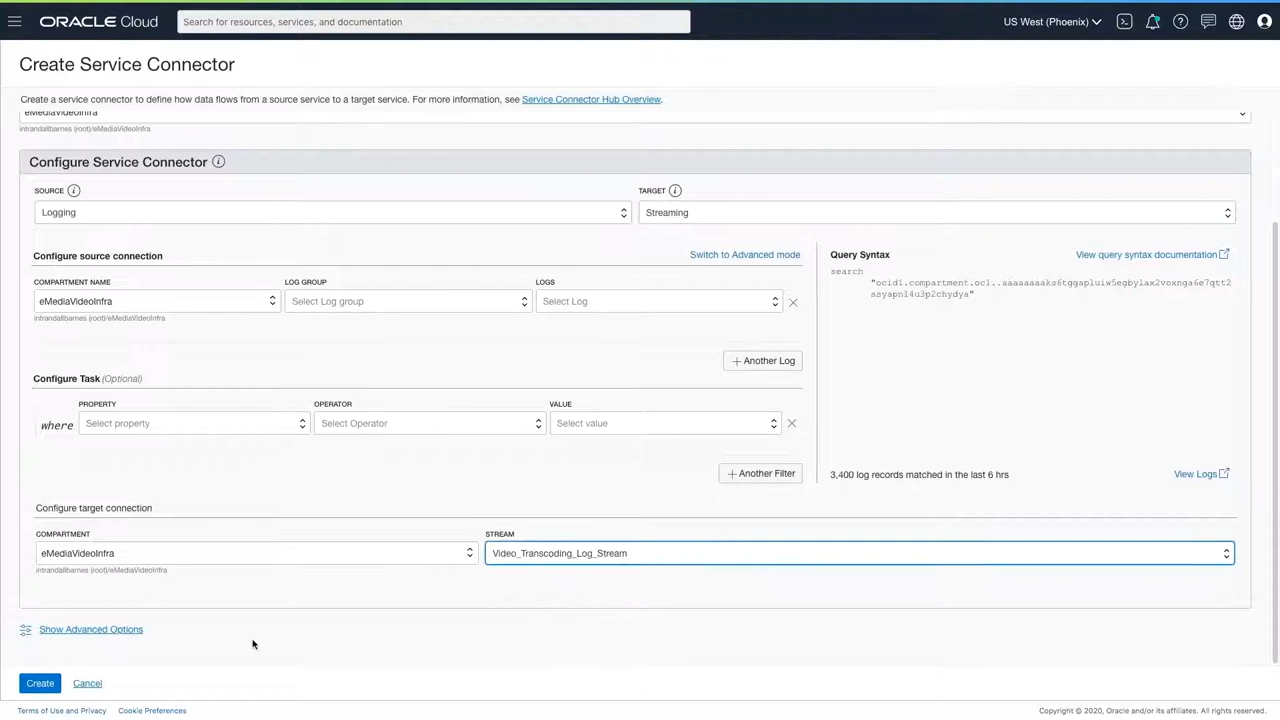 ORACLE Cloud
Search for resources, services, and documentation
US West (Phoenix)
Create Service Connector
Create a service connector to define how data flows from a source service to a target service. For more information, see Service Connector Hub Overview.
eMediaVideoInfra
intrandallbarnes (root)/eMediaVideoInfra
Configure Service Connector
SOURCE
TARGET
Logging
Streaming
Configure source connection
Switch to Advanced mode
COMPARTMENT NAME
LOG GROUP
LOGS
eMediaVideoInfra
Select Log group
Select Log
intrandallbarnes (root)/eMediaVideoInfra
+ Another Log
Configure Task (Optional)
PROPERTY
OPERATOR
VALUE
where
Select property
Select Operator
Select value
+ Another Filter
Query Syntax
View query syntax documentation
search
"ocid1.compartment.oc1..aaaaaaaaks6tggapluiw5egbylax2voxnga6e7qtt2
ssyapnl4u3p2chydya"
3,400 log records matched in the last 6 hrs
View Logs
Configure target connection
COMPARTMENT
STREAM
eMediaVideoInfra
Video_Transcoding_Log_Stream
intrandallbarnes (root)/eMediaVideoInfra
Show Advanced Options
Create
Cancel
Terms of Use and Privacy
Cookie Preferences
Copyright © 2020, Oracle and/or its affiliates. All rights reserved.